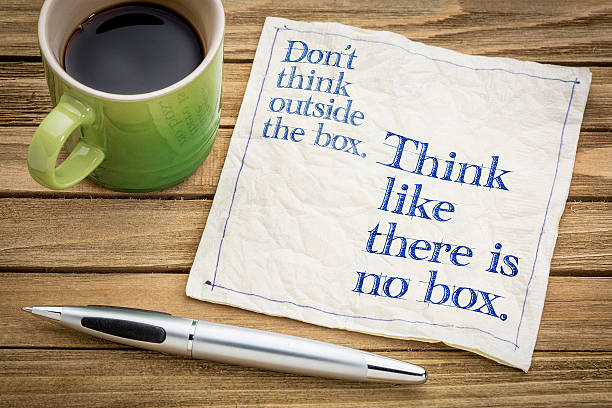 Don't
think
outside
the box.
Think
like
there is
no box.